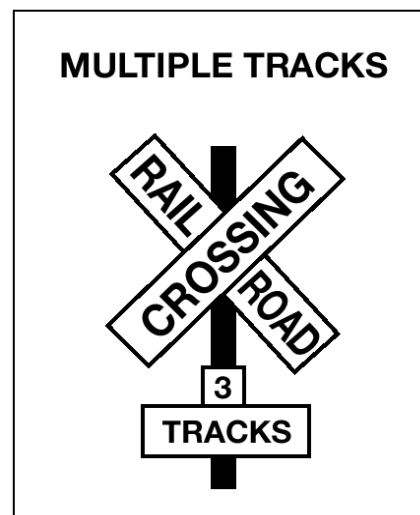 MULTIPLE TRACKS
RAIL
ROAD
CROSSING
3
TRACKS